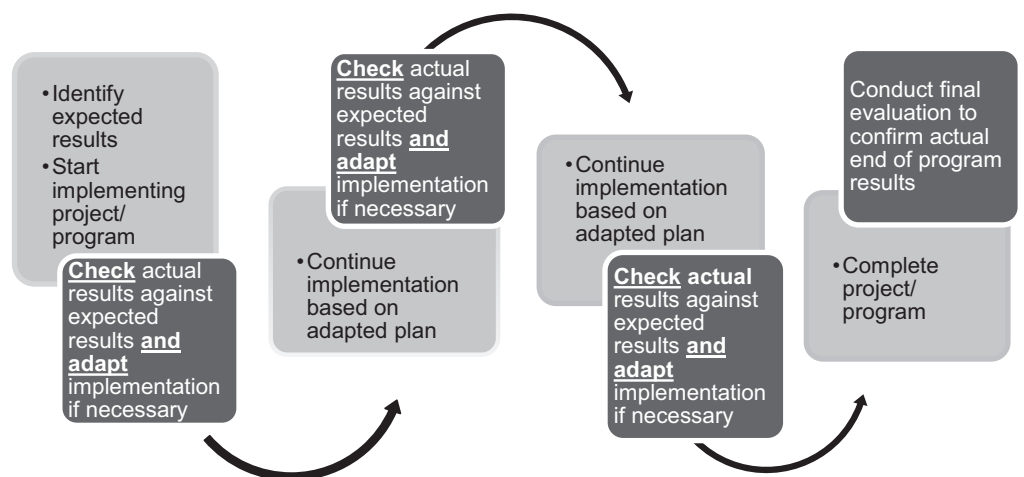 •Identify
expected
results
•Start
implementing
project/
program
Check actual
results against
expected
results and
adapt
implementation
if necessary
Check actual
results against
expected
results and
adapt
implementation
if necessary
•Continue
implementation
based on
adapted plan
•Continue
implementation
based on
adapted plan
Check actual
results against
expected
results and
adapt
implementation
if necessary
Conduct final
evaluation to
confirm actual
end of program
results
•Complete
project/
program